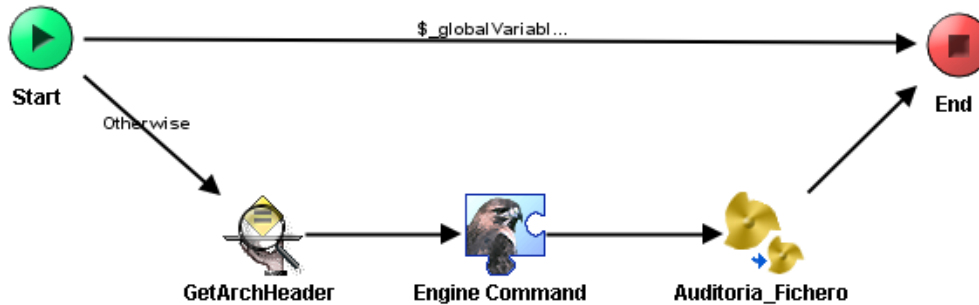 $_globalVariabl...
Start
End
Otherwise
GetArchHeader
Engine Command
Auditoria_Fichero